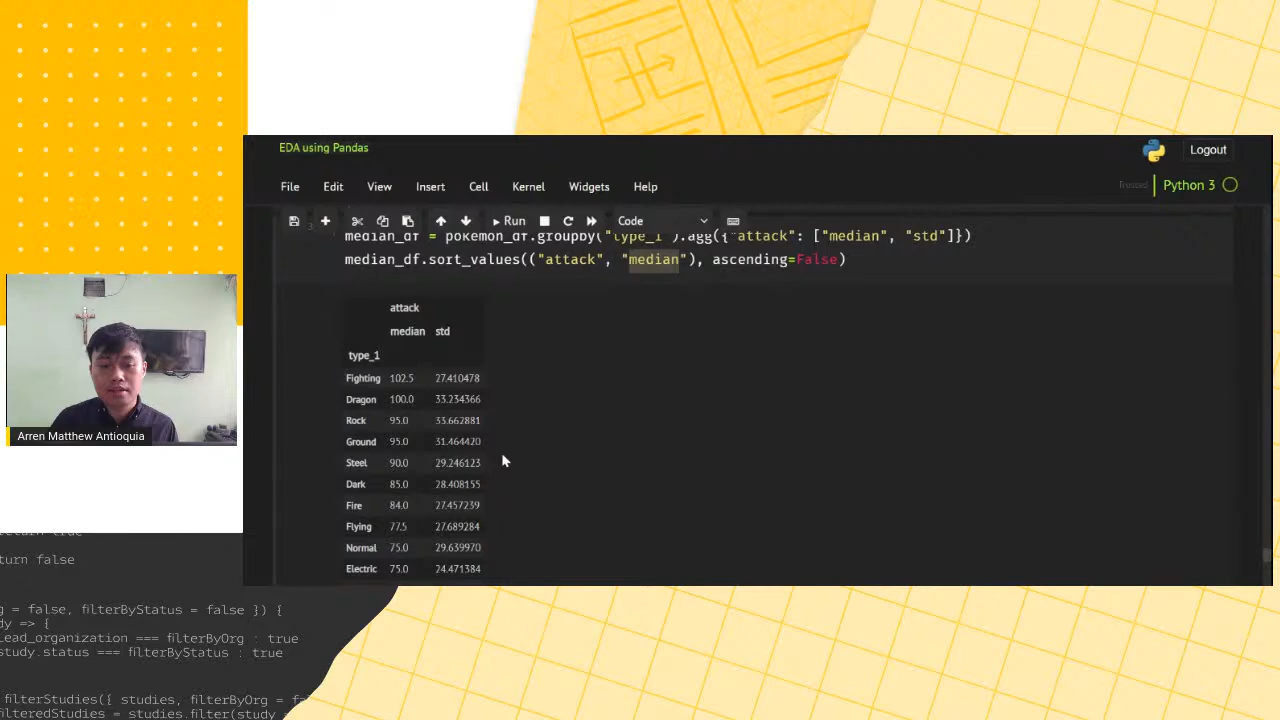 EDA using Pandas
Logout
File Edit View Insert Cell Kernel Widgets Help
Trusted Python 3
Run Code
3
median_df = pokemon_df.groupby("type_1").agg({"attack": ["median", "std"]})
median_df.sort_values(("attack", "median"), ascending=False)
attack
median std
type_1
Fighting 102.5 27.410478
Dragon 100.0 33.234366
Rock 95.0 33.662881
Ground 95.0 31.464420
Steel 90.0 29.246123
Dark 85.0 28.408155
Fire 84.0 27.457239
Flying 77.5 27.689284
Normal 75.0 29.639970
Electric 75.0 24.471384
Arren Matthew Antioquia
return true
turn false
g = false, filterByStatus = false }) {
dy => {
lead_organization === filterByOrg : true
study.status === filterByStatus : true
filterStudies({ studies, filterByOrg = f
filteredStudies = studies.filter(study